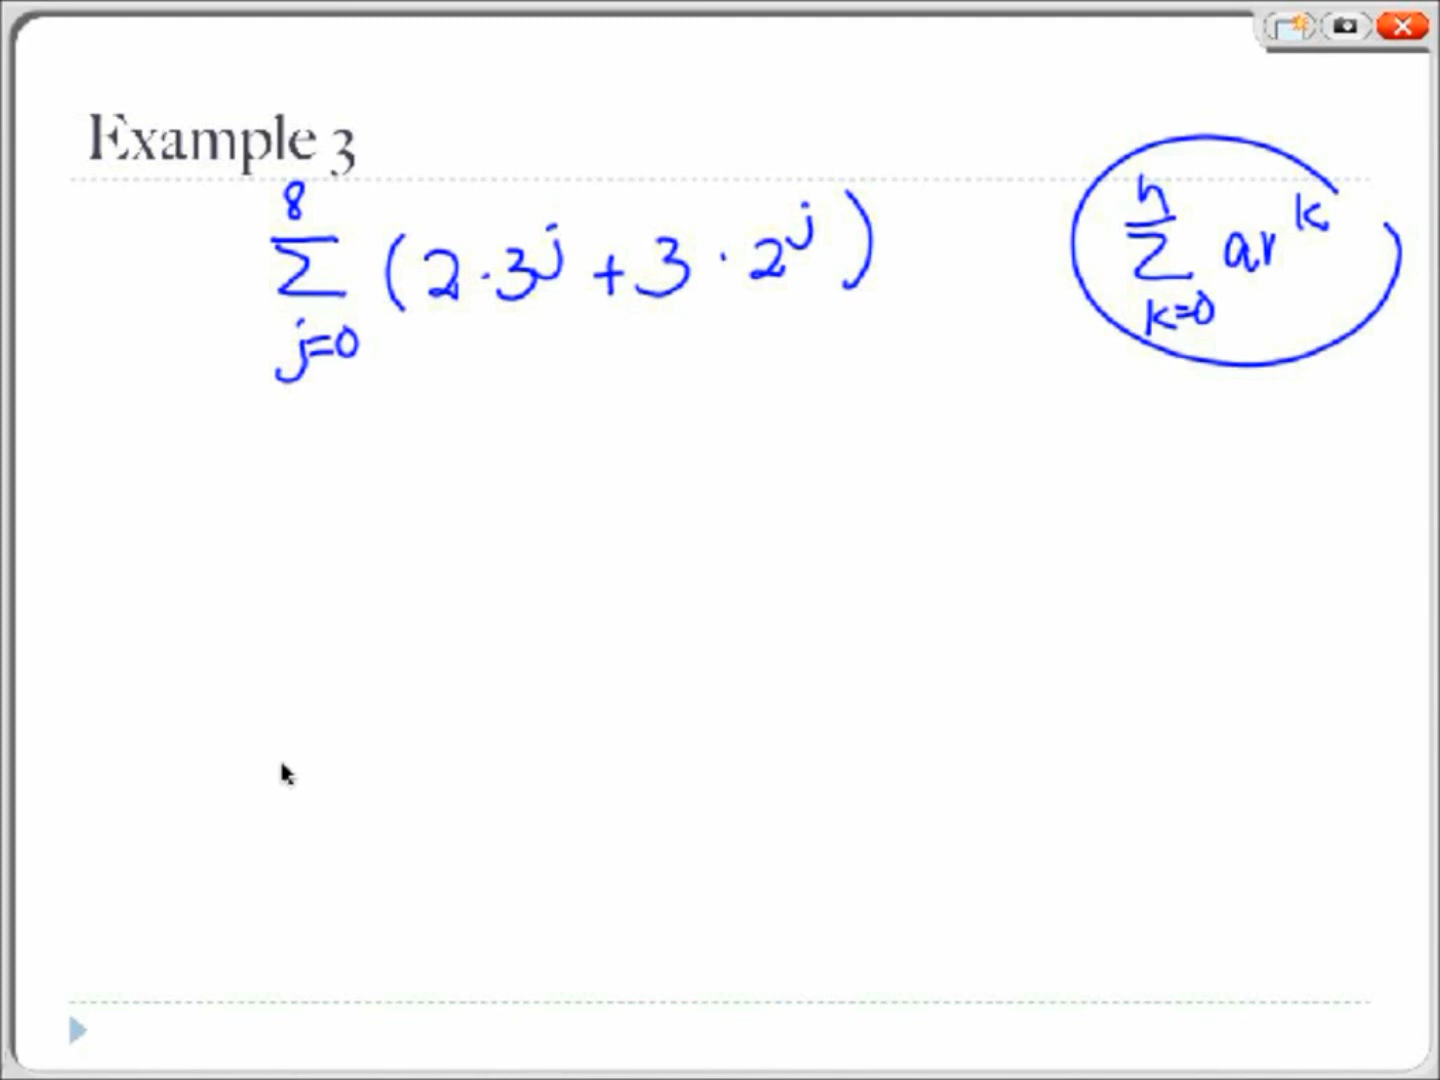 Example 3
8
∑ (2·3^j + 3·2^j)
j=0
n
∑ ar^k
k=0